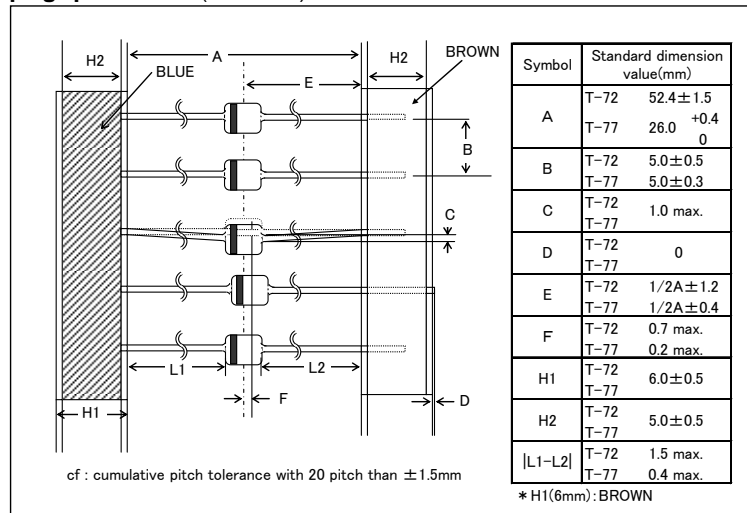 H2
A
H2
BROWN
BLUE
E
B
C
L1
L2
F
H1
D
cf : cumulative pitch tolerance with 20 pitch than ±1.5mm
Symbol Standard dimension value(mm)
A T-72 52.4±1.5
T-77 26.0 +0.4 0
B T-72 5.0±0.5
T-77 5.0±0.3
C T-72 1.0 max.
T-77
D T-72 0
T-77
E T-72 1/2A±1.2
T-77 1/2A±0.4
F T-72 0.7 max.
T-77 0.2 max.
H1 T-72 6.0±0.5
T-77
H2 T-72 5.0±0.5
T-77
|L1-L2| T-72 1.5 max.
T-77 0.4 max.
* H1(6mm):BROWN